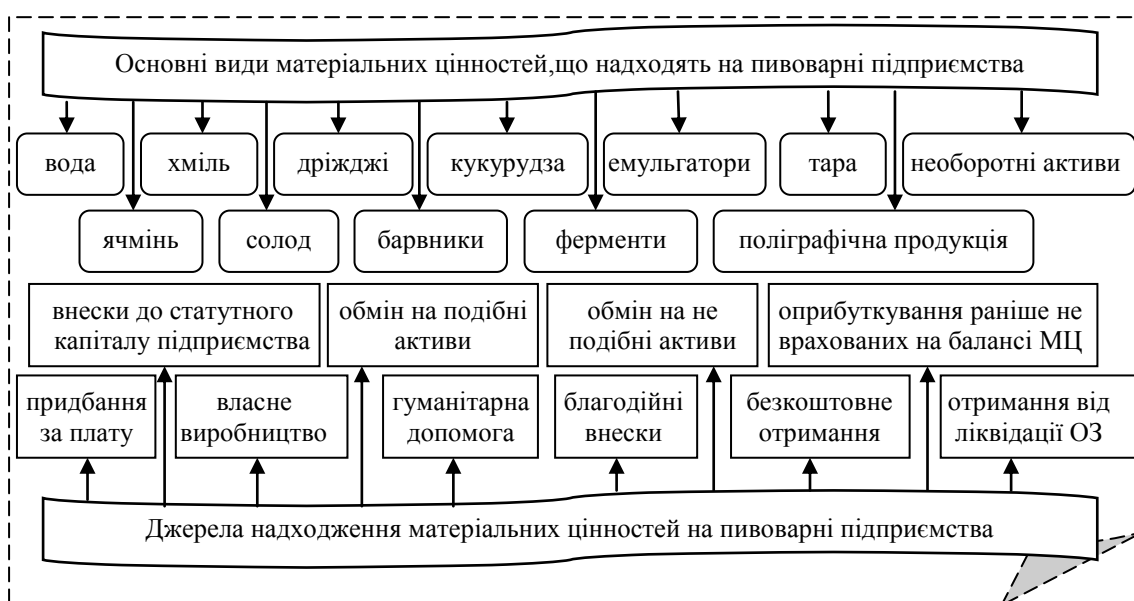 Основні види матеріальних цінностей,що надходять на пивоварні підприємства
вода
хміль
дріжджі
кукурудза
емульгатори
тара
необоротні активи
ячмінь
солод
барвники
ферменти
поліграфічна продукція
внески до статутного
капіталу підприємства
обмін на подібні
активи
обмін на не
подібні активи
оприбуткування раніше не
врахованих на балансі МЦ
придбання
за плату
власне
виробництво
гуманітарна
допомога
благодійні
внески
безкоштовне
отримання
отримання від
ліквідації ОЗ
Джерела надходження матеріальних цінностей на пивоварні підприємства